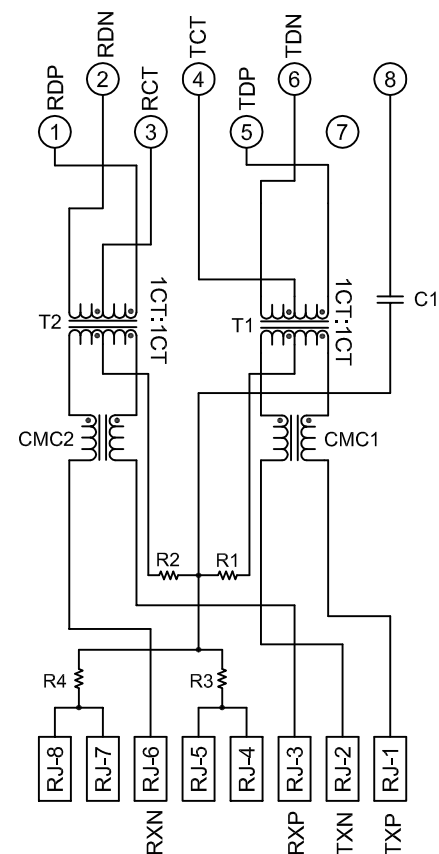 RDP
RDN
RCT
TCT
TDP
TDN
1
2
3
4
5
6
7
8
T2
1CT:1CT
T1
1CT:1CT
C1
CMC2
CMC1
R2
R1
R4
R3
RJ-8
RJ-7
RJ-6
RJ-5
RJ-4
RJ-3
RJ-2
RJ-1
RXN
RXP
TXN
TXP